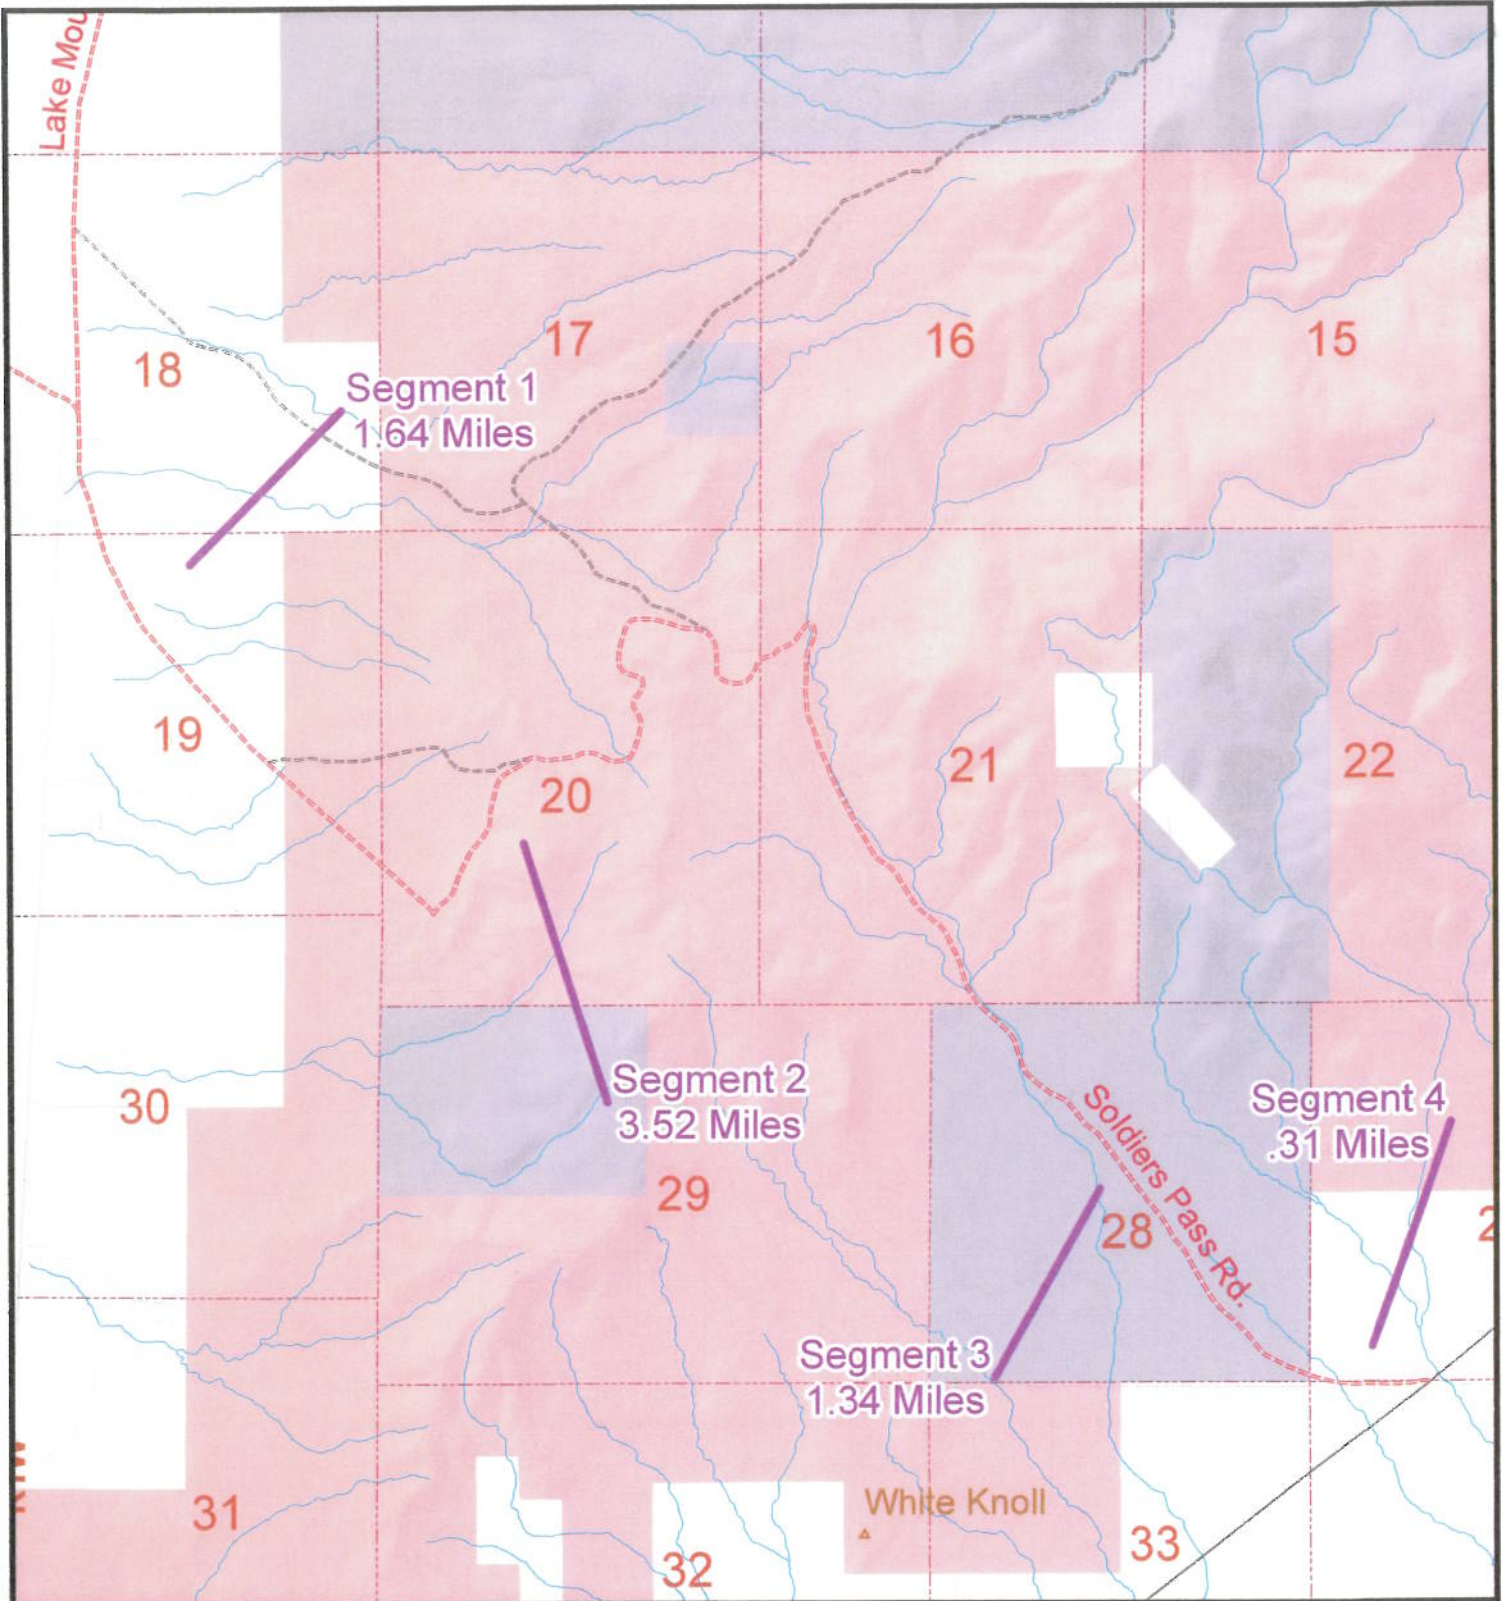 Lake Mou
17
16
15
18
Segment 1
1.64 Miles
19
20
21
22
Segment 2
3.52 Miles
30
Soldiers Pass Rd.
Segment 4
.31 Miles
29
28
2
Segment 3
1.34 Miles
White Knoll
31
32
33